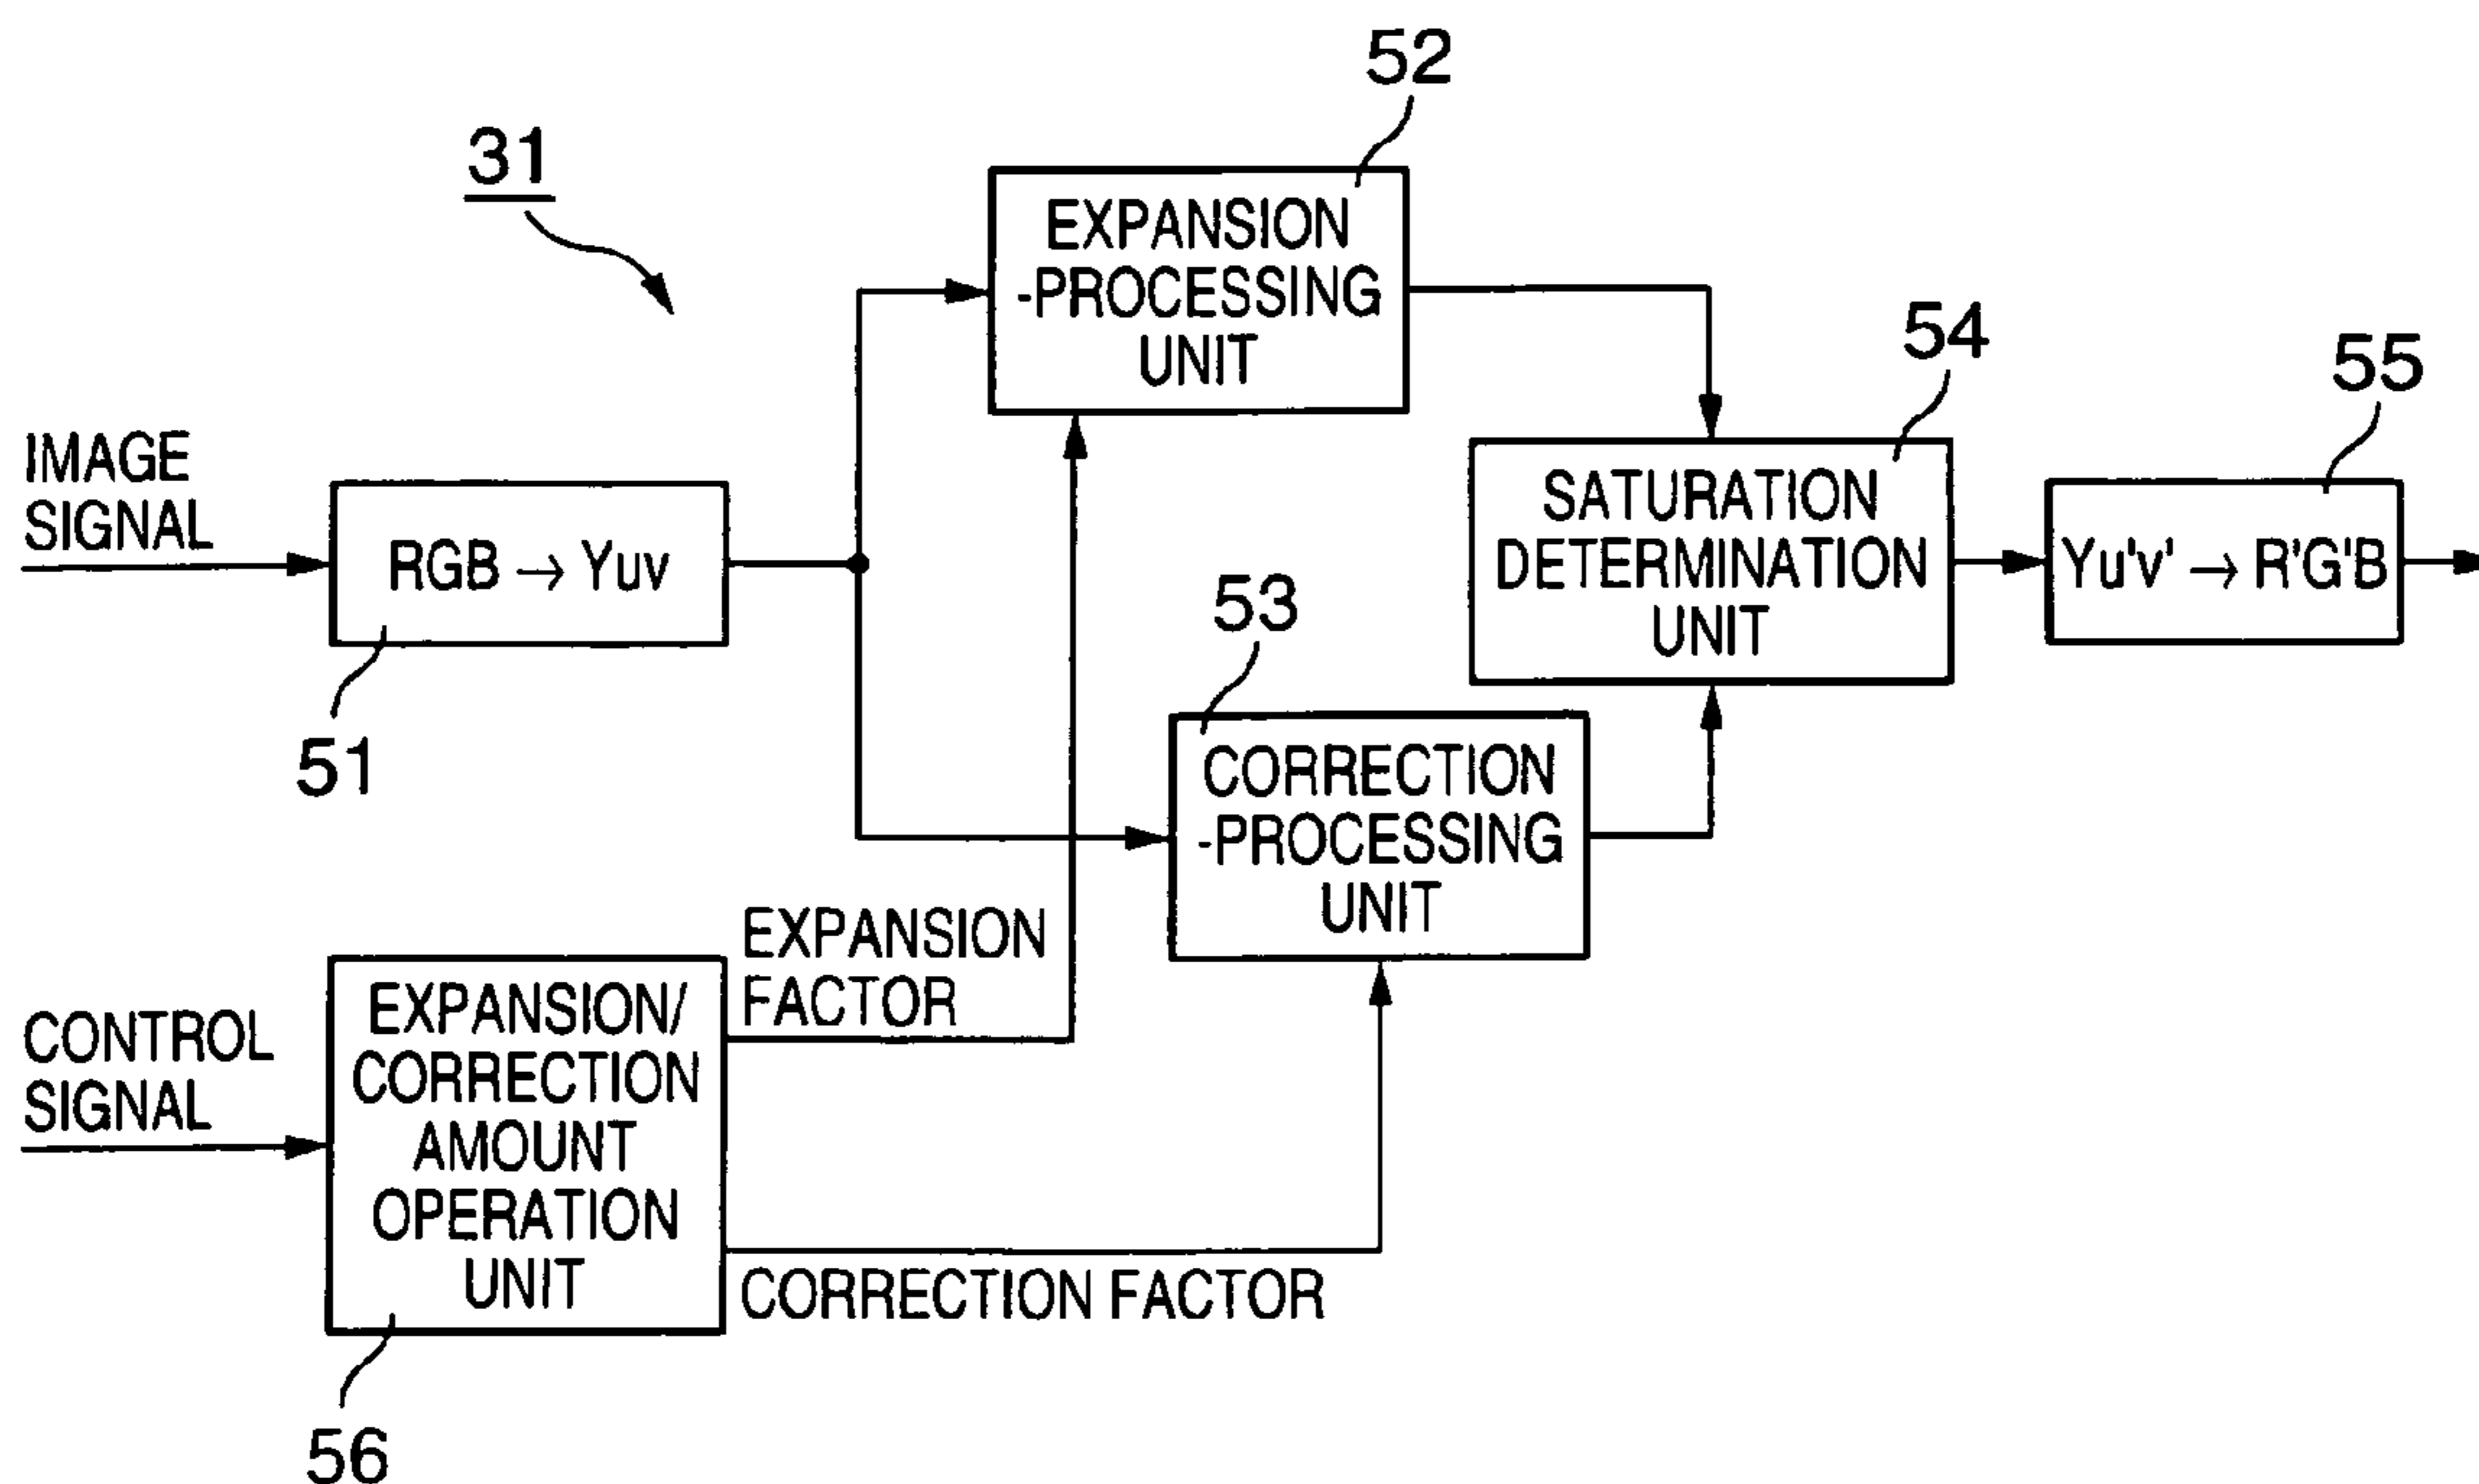 52
31
EXPANSION
-PROCESSING
UNIT
54
55
IMAGE
SIGNAL
RGB → Yuv
SATURATION
DETERMINATION
UNIT
Yu'v' → R'G'B
53
51
CORRECTION
-PROCESSING
UNIT
EXPANSION
FACTOR
CONTROL
SIGNAL
EXPANSION/
CORRECTION
AMOUNT
OPERATION
UNIT
CORRECTION FACTOR
56